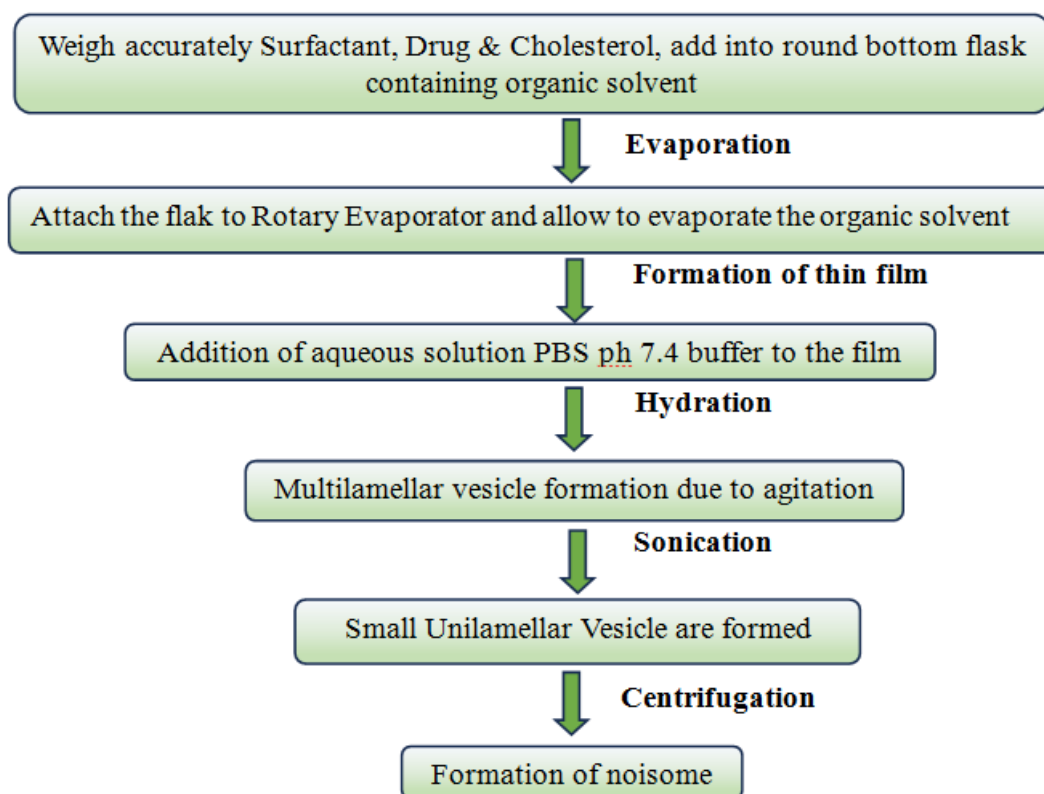 Weigh accurately Surfactant, Drug & Cholesterol, add into round bottom flask
containing organic solvent
Evaporation
Attach the flak to Rotary Evaporator and allow to evaporate the organic solvent
Formation of thin film
Addition of aqueous solution PBS ph 7.4 buffer to the film
Hydration
Multilamellar vesicle formation due to agitation
Sonication
Small Unilamellar Vesicle are formed
Centrifugation
Formation of noisome